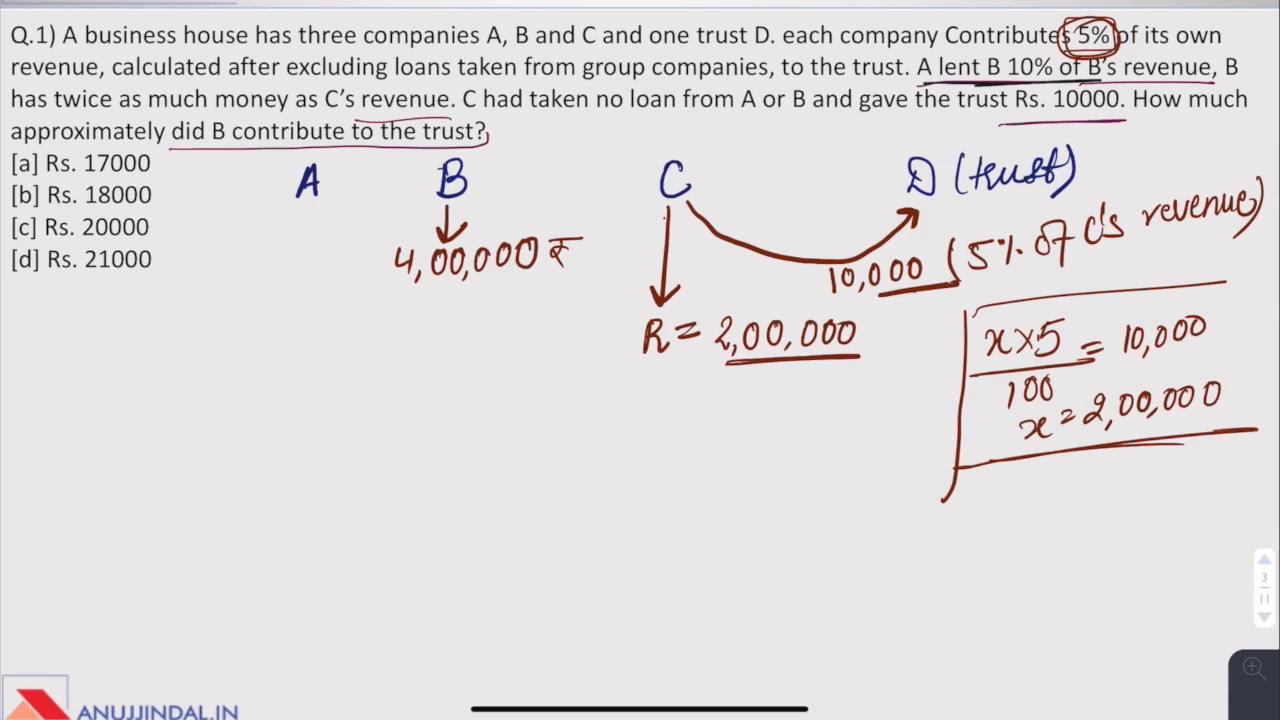 Q.1) A business house has three companies A, B and C and one trust D. each company Contributes 5% of its own
revenue, calculated after excluding loans taken from group companies, to the trust. A lent B 10% of B’s revenue, B
has twice as much money as C’s revenue. C had taken no loan from A or B and gave the trust Rs. 10000. How much
approximately did B contribute to the trust?
[a] Rs. 17000
[b] Rs. 18000
[c] Rs. 20000
[d] Rs. 21000
A B C D (trust)
4,00,000 ₹
10,000 (5% of C's revenue)
R = 2,00,000
x×5 = 10,000
100
x = 2,00,000
3
11
ANUJJINDAL.IN